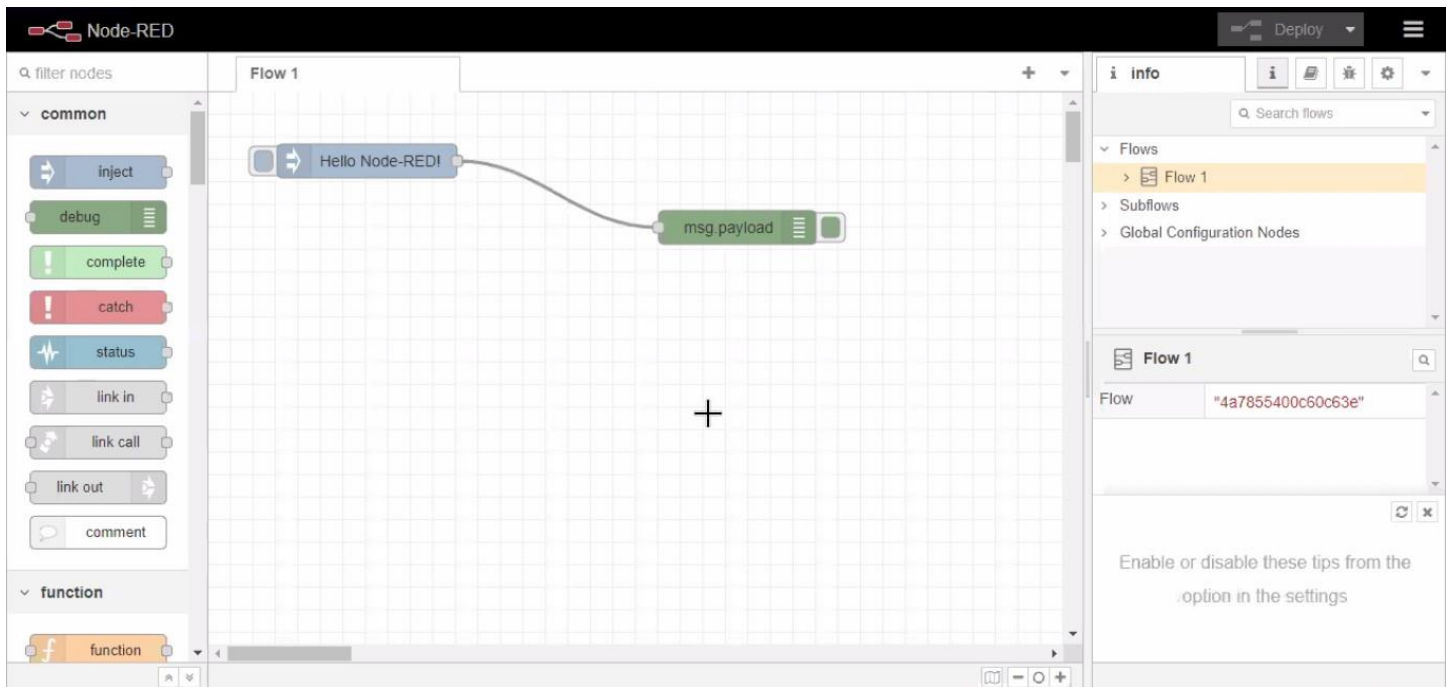 Node-RED
Deploy
filter nodes
Flow 1
i info
i
Search flows
common
inject
debug
complete
catch
status
link in
link call
link out
comment
function
function
Hello Node-RED!
msg.payload
Flows
Flow 1
Subflows
Global Configuration Nodes
Flow 1
Flow "4a7855400c60c63e"
Enable or disable these tips from the
.option in the settings